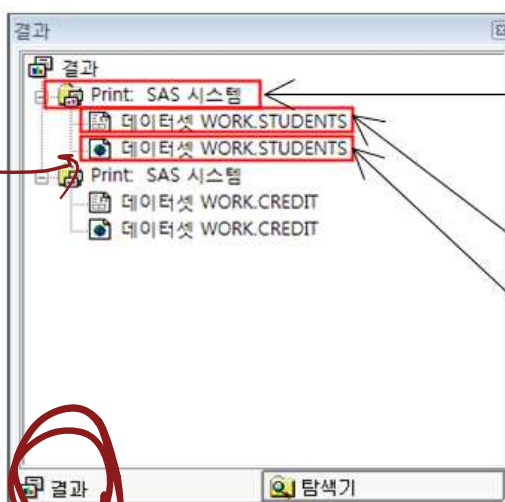 결과
결과
Print: SAS 시스템
데이터셋 WORK.STUDENTS
데이터셋 WORK.STUDENTS
Print: SAS 시스템
데이터셋 WORK.CREDIT
데이터셋 WORK.CREDIT
결과
탐색기